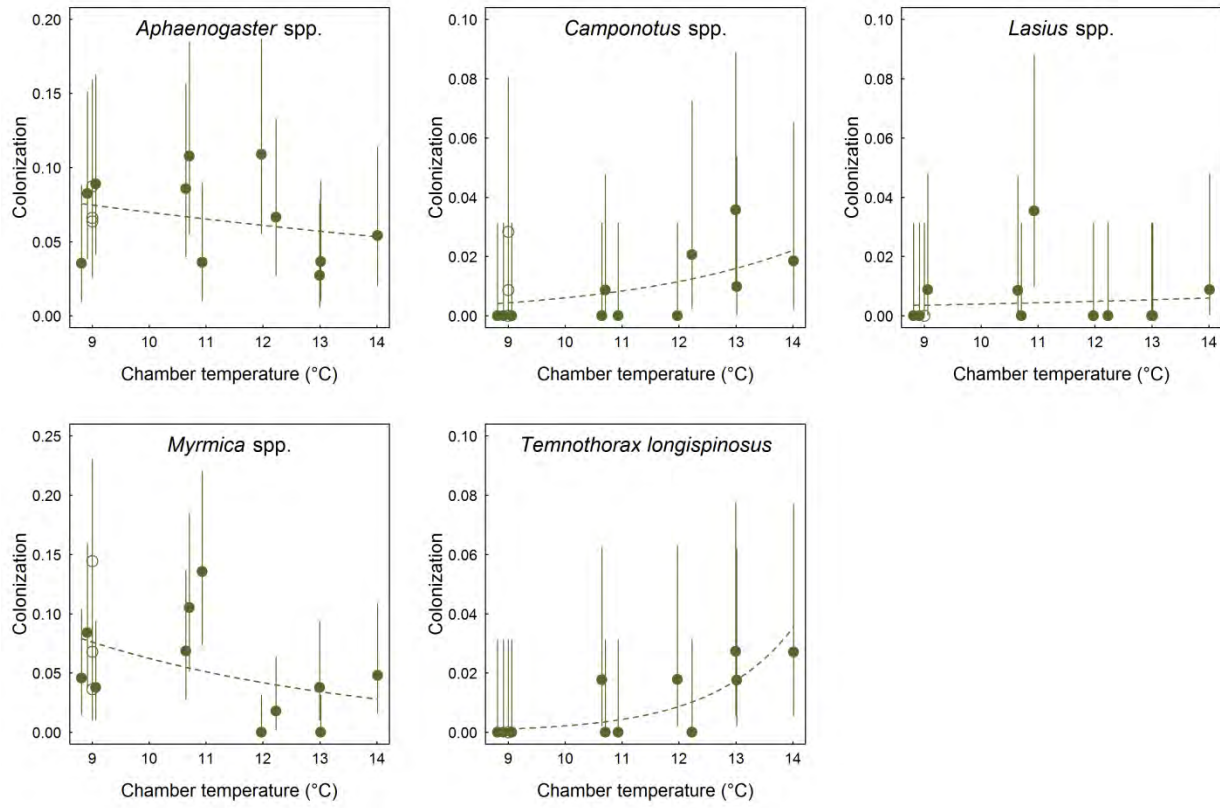 Aphaenogaster spp.
0.20
0.15
0.10
0.05
0.00
Colonization
9 10 11 12 13 14
Chamber temperature (°C)
Camponotus spp.
0.10
0.08
0.06
0.04
0.02
0.00
Colonization
9 10 11 12 13 14
Chamber temperature (°C)
Lasius spp.
0.10
0.08
0.06
0.04
0.02
0.00
Colonization
9 10 11 12 13 14
Chamber temperature (°C)
Myrmica spp.
0.25
0.20
0.15
0.10
0.05
0.00
Colonization
9 10 11 12 13 14
Chamber temperature (°C)
Temnothorax longispinosus
0.10
0.08
0.06
0.04
0.02
0.00
Colonization
9 10 11 12 13 14
Chamber temperature (°C)